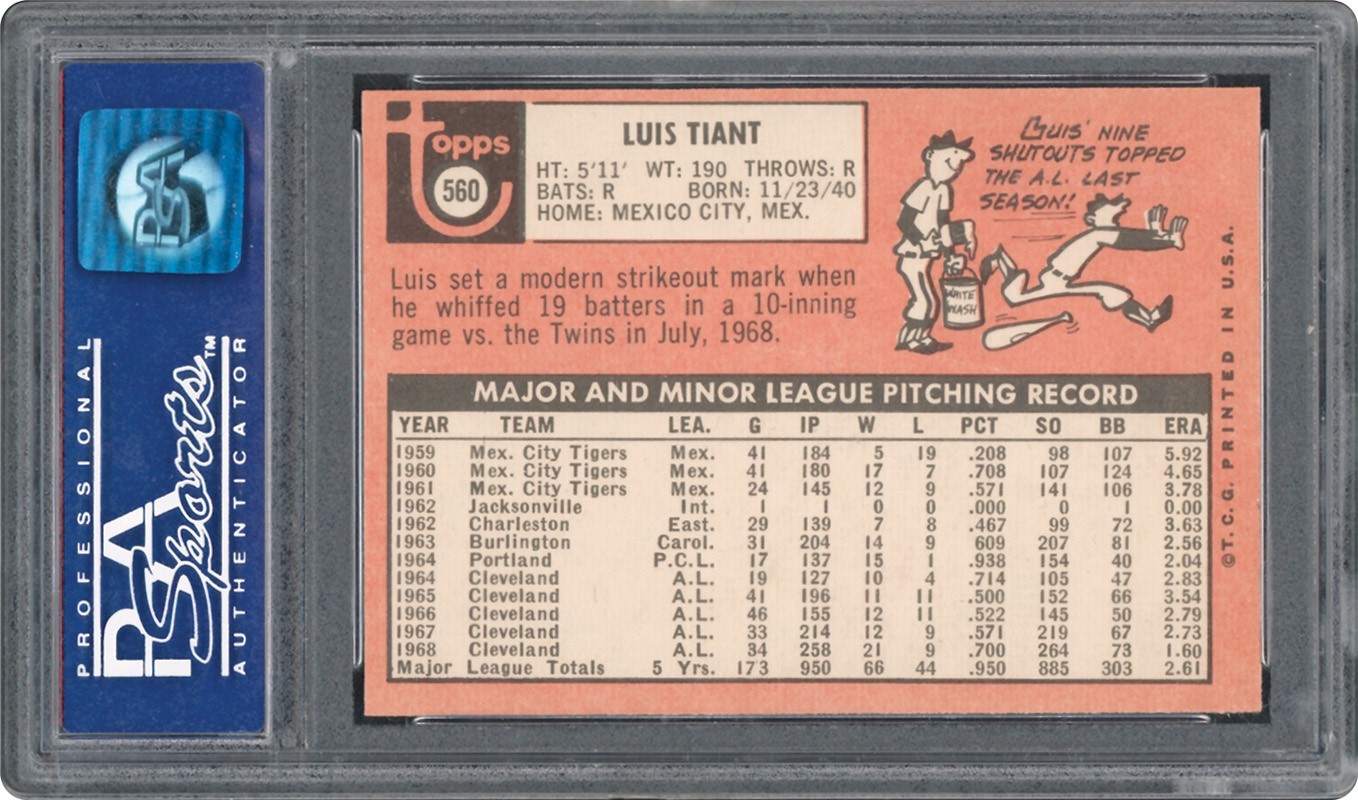 PSA
PROFESSIONAL
PSA Sports™
AUTHENTICATOR
topps
560
LUIS TIANT
HT: 5'11' WT: 190 THROWS: R
BATS: R BORN: 11/23/40
HOME: MEXICO CITY, MEX.
Luis set a modern strikeout mark when
he whiffed 19 batters in a 10-inning
game vs. the Twins in July, 1968.
LUIS' NINE
SHUTOUTS TOPPED
THE A.L. LAST
SEASON!
WHITE
WASH
MAJOR AND MINOR LEAGUE PITCHING RECORD
YEAR TEAM LEA. G IP W L PCT SO BB ERA
1959 Mex. City Tigers Mex. 41 184 5 19 .208 98 107 5.92
1960 Mex. City Tigers Mex. 41 180 17 7 .708 107 124 4.65
1961 Mex. City Tigers Mex. 24 145 12 9 .571 141 106 3.78
1962 Jacksonville Int. 1 1 0 0 .000 0 1 0.00
1962 Charleston East. 29 139 7 8 .467 99 72 3.63
1963 Burlington Carol. 31 204 14 9 609 207 81 2.56
1964 Portland P.C.L. 17 137 15 1 .938 154 40 2.04
1964 Cleveland A.L. 19 127 10 4 .714 105 47 2.83
1965 Cleveland A.L. 41 196 11 11 .500 152 66 3.54
1966 Cleveland A.L. 46 155 12 11 .522 145 50 2.79
1967 Cleveland A.L. 33 214 12 9 .571 219 67 2.73
1968 Cleveland A.L. 34 258 21 9 .700 264 73 1.60
Major League Totals 5 Yrs. 173 950 66 44 .950 885 303 2.61
©T.C.G. PRINTED IN U.S.A.